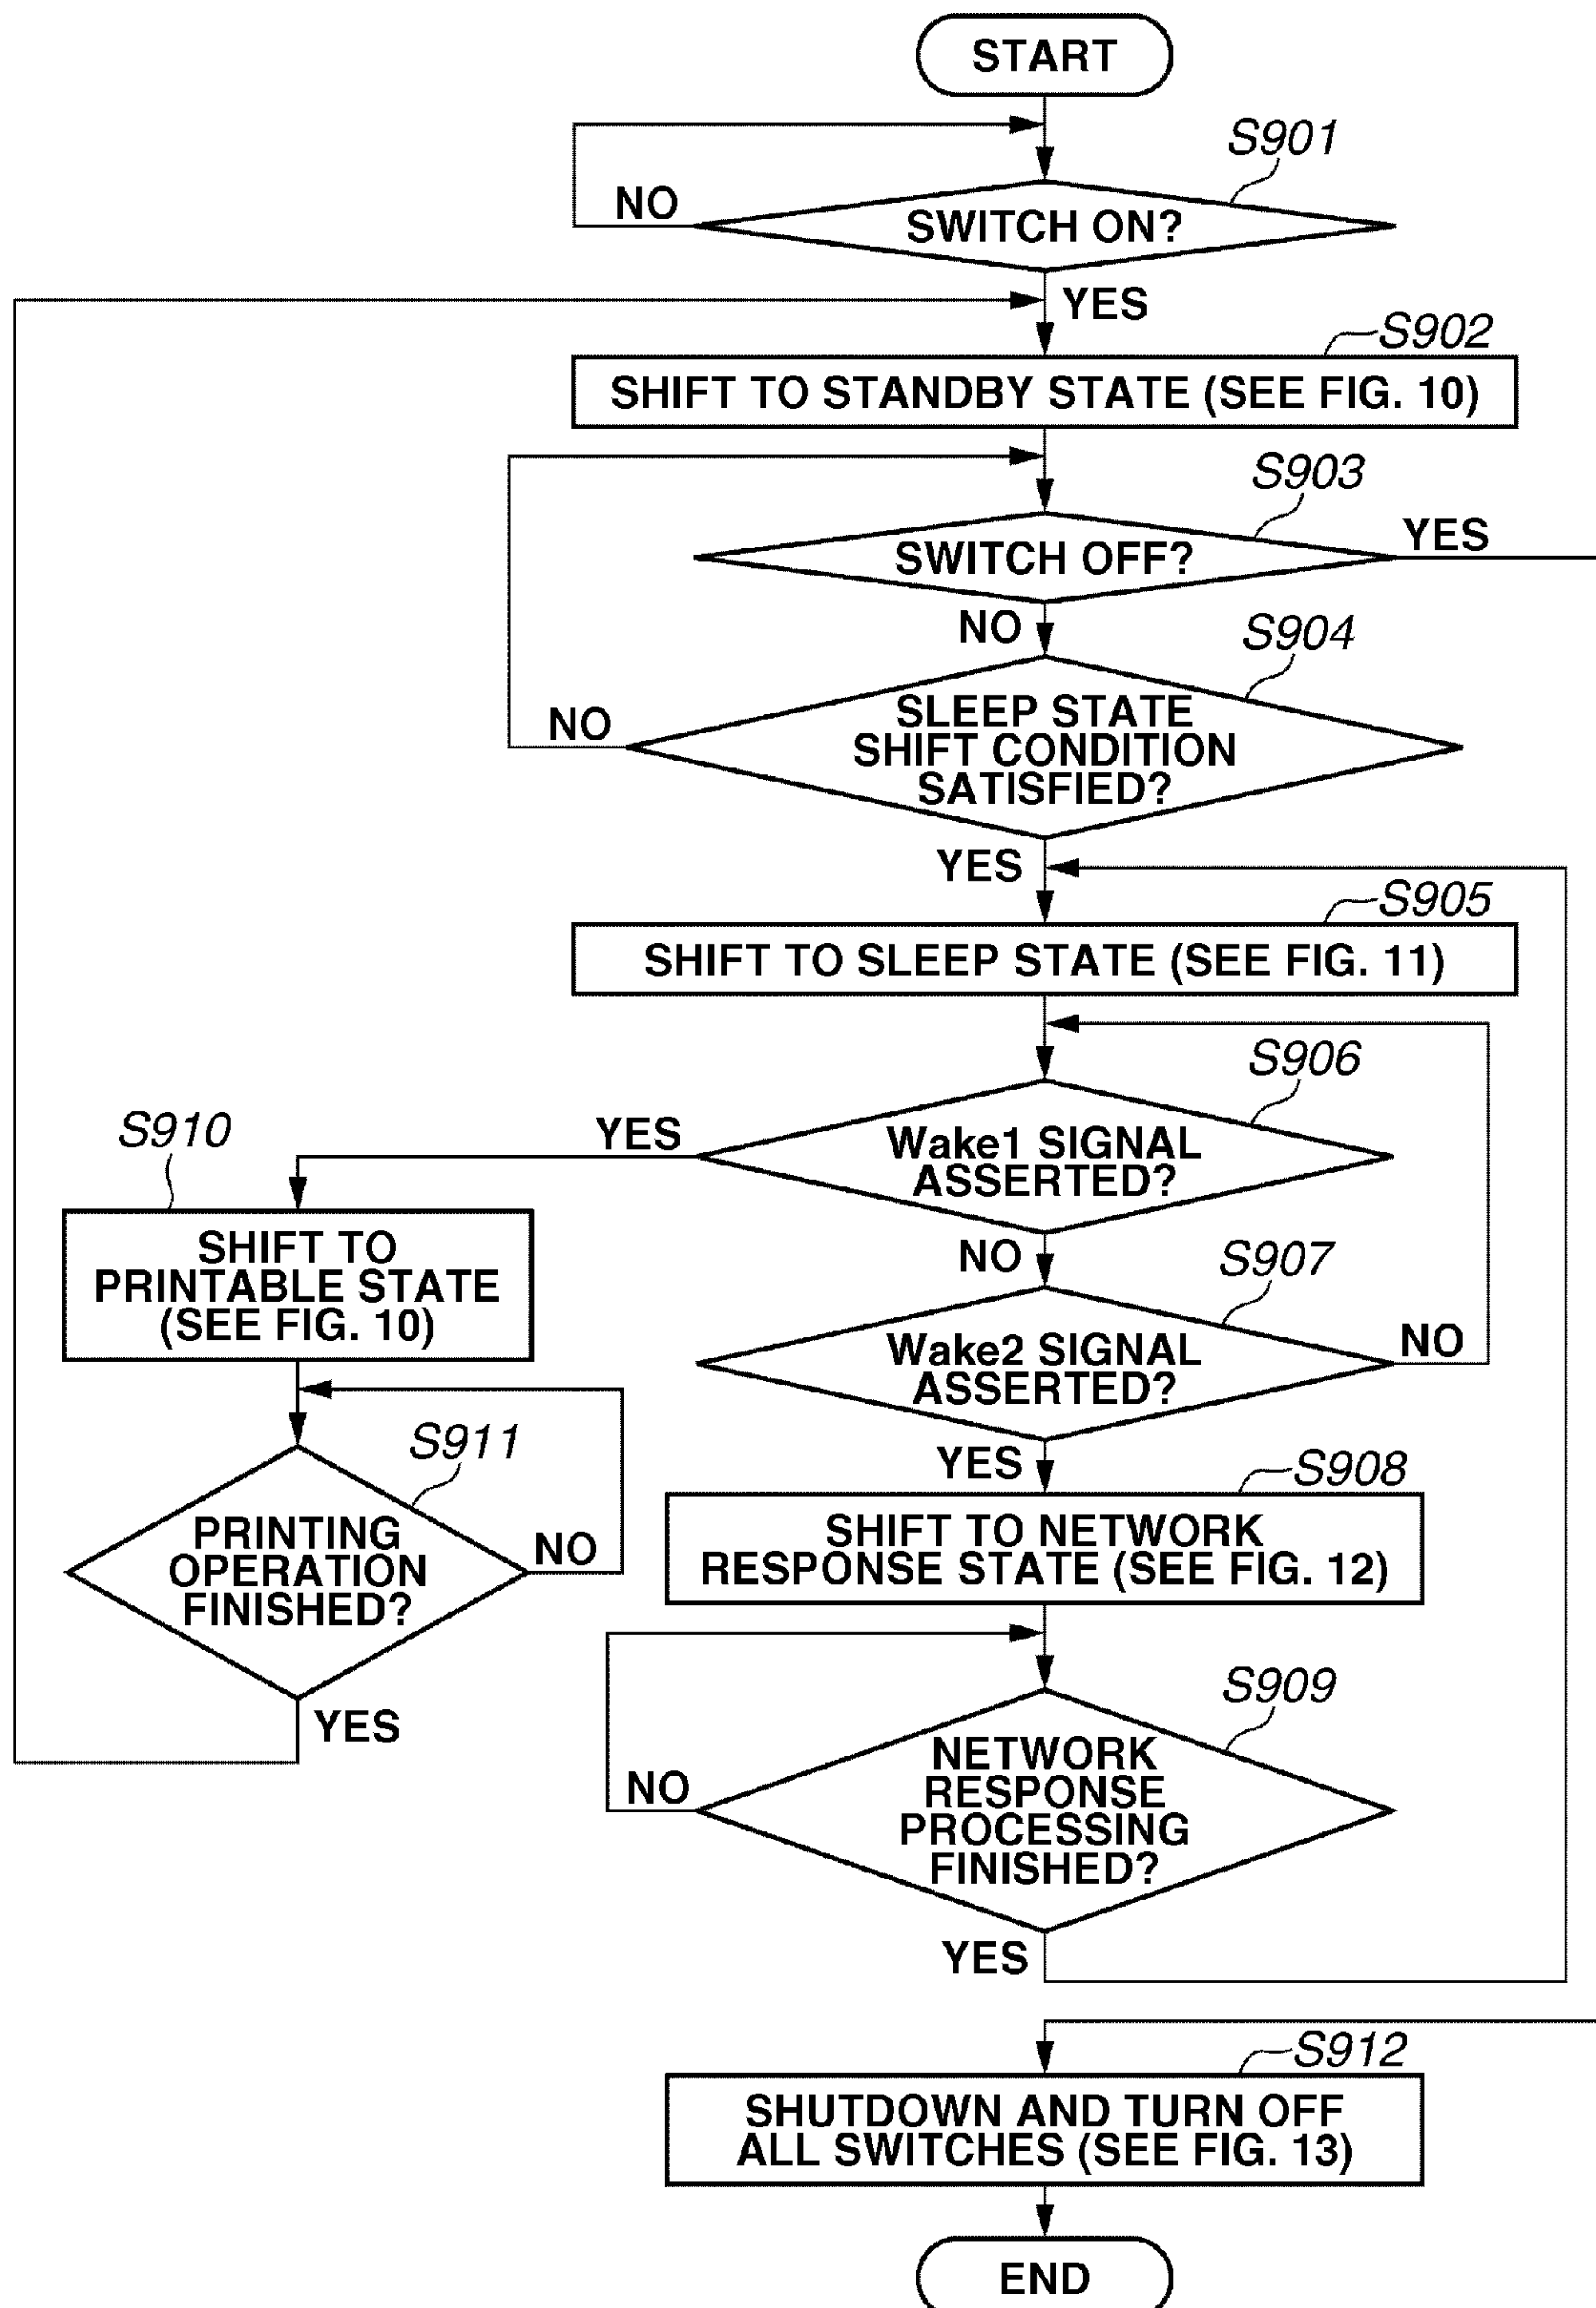 START
S901
NO
SWITCH ON?
YES
S902
SHIFT TO STANDBY STATE (SEE FIG. 10)
S903
YES
SWITCH OFF?
NO
S904
NO
SLEEP STATE
SHIFT CONDITION
SATISFIED?
YES
S905
SHIFT TO SLEEP STATE (SEE FIG. 11)
S906
YES
Wake1 SIGNAL
ASSERTED?
S910
SHIFT TO
PRINTABLE STATE
(SEE FIG. 10)
NO
S907
Wake2 SIGNAL
ASSERTED?
NO
S911
PRINTING
OPERATION
FINISHED?
NO
YES
YES
S908
SHIFT TO NETWORK
RESPONSE STATE (SEE FIG. 12)
S909
NETWORK
RESPONSE
PROCESSING
FINISHED?
NO
YES
S912
SHUTDOWN AND TURN OFF
ALL SWITCHES (SEE FIG. 13)
END